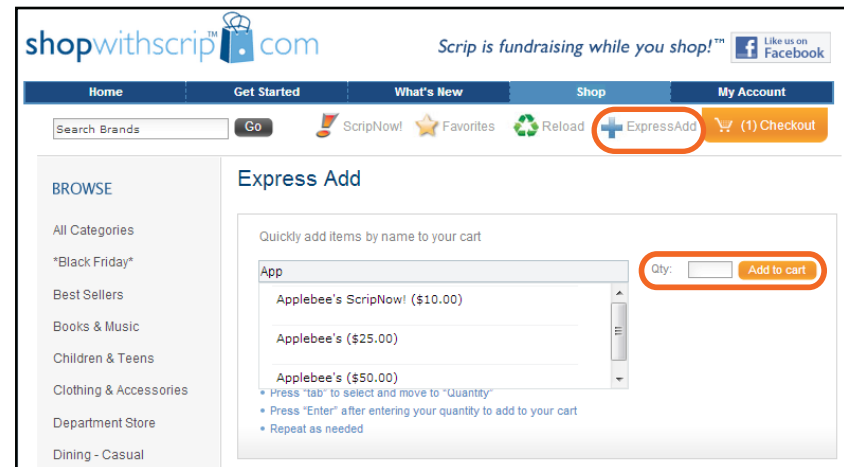 shopwithscrip™ .com
Scrip is fundraising while you shop!™
Like us on
Facebook
Home Get Started What's New Shop My Account
Search Brands Go ScripNow! Favorites Reload ExpressAdd (1) Checkout
BROWSE
All Categories
*Black Friday*
Best Sellers
Books & Music
Children & Teens
Clothing & Accessories
Department Store
Dining - Casual
Express Add
Quickly add items by name to your cart
App Qty: Add to cart
Applebee's ScripNow! ($10.00)
Applebee's ($25.00)
Applebee's ($50.00)
• Press "tab" to select and move to "Quantity"
• Press "Enter" after entering your quantity to add to your cart
• Repeat as needed